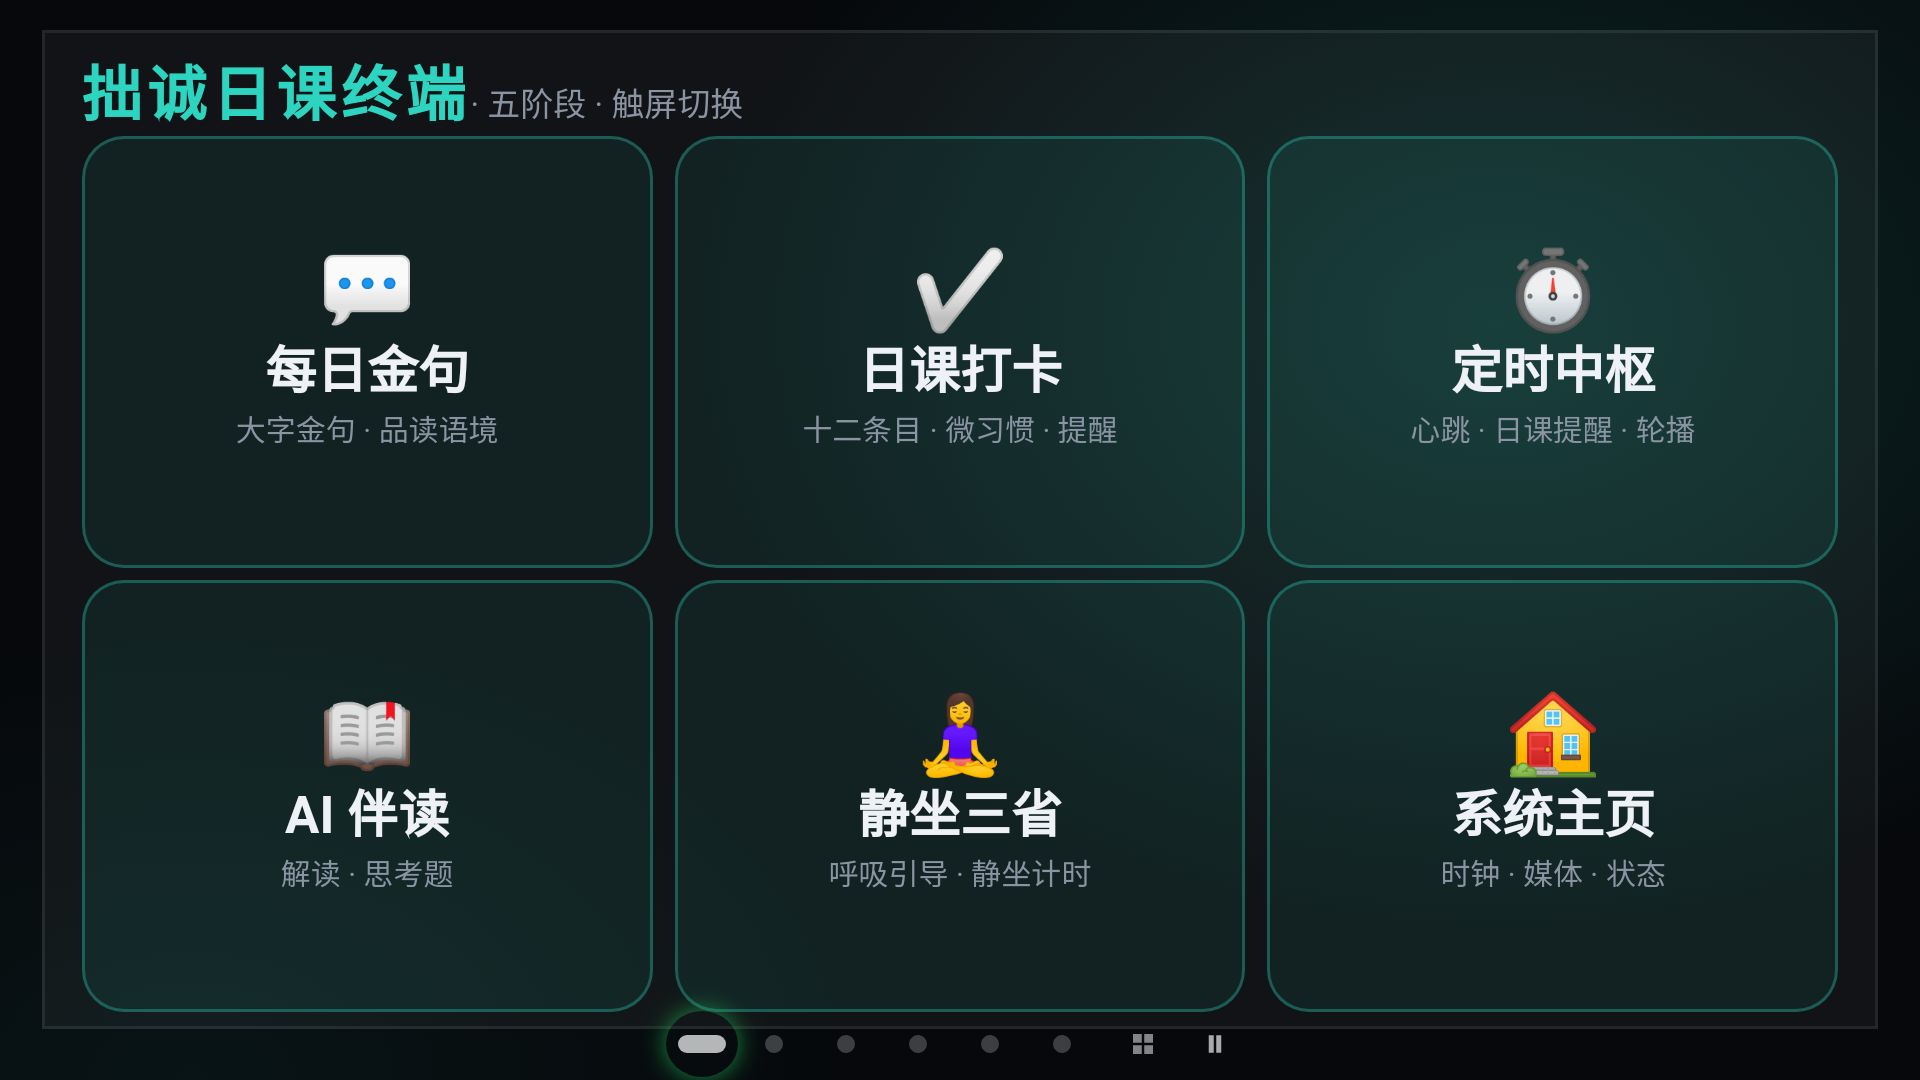 拙诚日课终端 · 五阶段 · 触屏切换
每日金句
大字金句 · 品读语境
日课打卡
十二条目 · 微习惯 · 提醒
定时中枢
心跳 · 日课提醒 · 轮播
AI 伴读
解读 · 思考题
静坐三省
呼吸引导 · 静坐计时
系统主页
时钟 · 媒体 · 状态